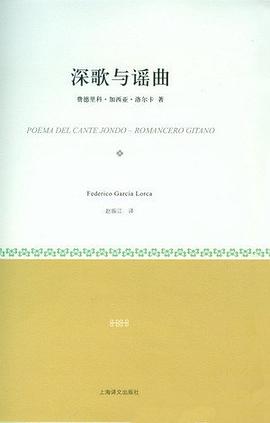 深歌与谣曲
费德里科·加西亚·洛尔卡 著
POEMA DEL CANTE JONDO – ROMANCERO GITANO
Federico García Lorca
赵振江 译
上海译文出版社